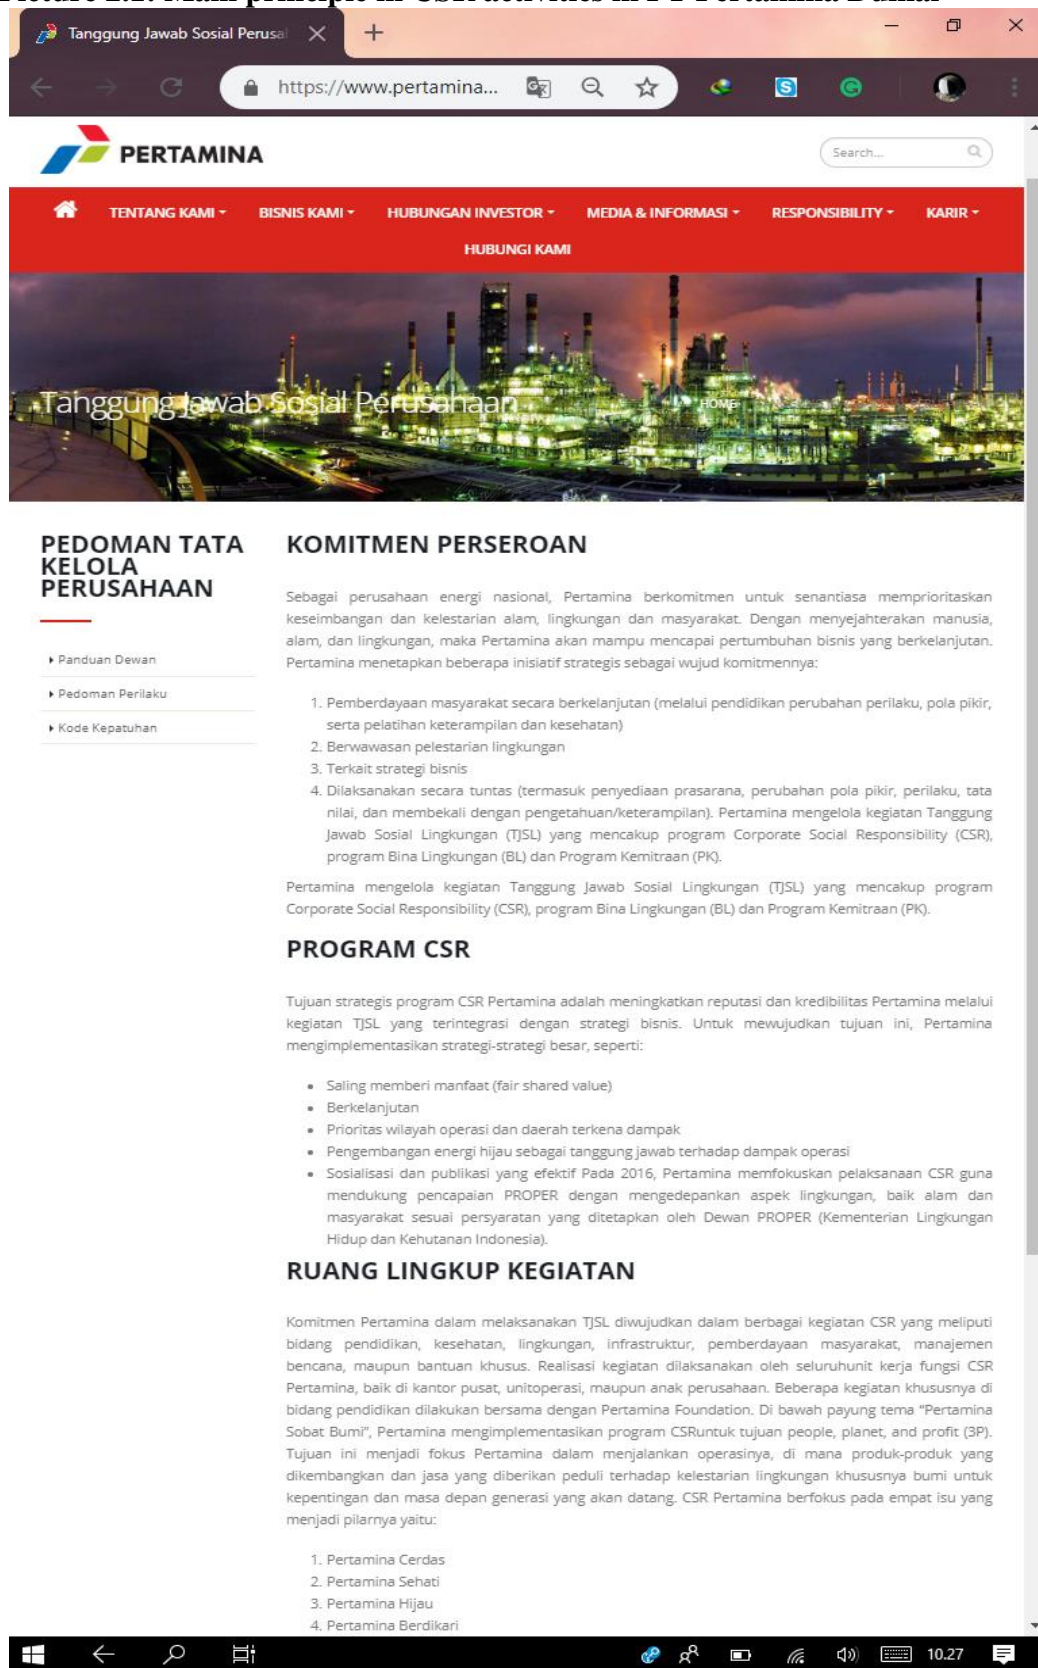 Tanggung Jawab Sosial Perusa
https://www.pertamina...
PERTAMINA
Search...
TENTANG KAMI
BISNIS KAMI
HUBUNGAN INVESTOR
MEDIA & INFORMASI
RESPONSIBILITY
KARIR
HUBUNGI KAMI
Tanggung Jawab Sosial Perusahaan
HOME
PEDOMAN TATA
KELOLA
PERUSAHAAN
Panduan Dewan
Pedoman Perilaku
Kode Kepatuhan
KOMITMEN PERSEROAN
Sebagai perusahaan energi nasional, Pertamina berkomitmen untuk senantiasa memprioritaskan
keseimbangan dan kelestarian alam, lingkungan dan masyarakat. Dengan menyejahterakan manusia,
alam, dan lingkungan, maka Pertamina akan mampu mencapai pertumbuhan bisnis yang berkelanjutan.
Pertamina menetapkan beberapa inisiatif strategis sebagai wujud komitmennya:
1. Pemberdayaan masyarakat secara berkelanjutan (melalui pendidikan perubahan perilaku, pola pikir,
serta pelatihan keterampilan dan kesehatan)
2. Berwawasan pelestarian lingkungan
3. Terkait strategi bisnis
4. Dilaksanakan secara tuntas (termasuk penyediaan prasarana, perubahan pola pikir, perilaku, tata
nilai, dan membekali dengan pengetahuan/keterampilan). Pertamina mengelola kegiatan Tanggung
Jawab Sosial Lingkungan (TJSL) yang mencakup program Corporate Social Responsibility (CSR),
program Bina Lingkungan (BL) dan Program Kemitraan (PK).
Pertamina mengelola kegiatan Tanggung Jawab Sosial Lingkungan (TJSL) yang mencakup program
Corporate Social Responsibility (CSR), program Bina Lingkungan (BL) dan Program Kemitraan (PK).
PROGRAM CSR
Tujuan strategis program CSR Pertamina adalah meningkatkan reputasi dan kredibilitas Pertamina melalui
kegiatan TJSL yang terintegrasi dengan strategi bisnis. Untuk mewujudkan tujuan ini, Pertamina
mengimplementasikan strategi-strategi besar, seperti:
Saling memberi manfaat (fair shared value)
Berkelanjutan
Prioritas wilayah operasi dan daerah terkena dampak
Pengembangan energi hijau sebagai tanggung jawab terhadap dampak operasi
Sosialisasi dan publikasi yang efektif Pada 2016, Pertamina memfokuskan pelaksanaan CSR guna
mendukung pencapaian PROPER dengan mengedepankan aspek lingkungan, baik alam dan
masyarakat sesuai persyaratan yang ditetapkan oleh Dewan PROPER (Kementerian Lingkungan
Hidup dan Kehutanan Indonesia).
RUANG LINGKUP KEGIATAN
Komitmen Pertamina dalam melaksanakan TJSL diwujudkan dalam berbagai kegiatan CSR yang meliputi
bidang pendidikan, kesehatan, lingkungan, infrastruktur, pemberdayaan masyarakat, manajemen
bencana, maupun bantuan khusus. Realisasi kegiatan dilaksanakan oleh seluruhunit kerja fungsi CSR
Pertamina, baik di kantor pusat, unitoperasi, maupun anak perusahaan. Beberapa kegiatan khususnya di
bidang pendidikan dilakukan bersama dengan Pertamina Foundation. Di bawah payung tema “Pertamina
Sobat Bumi”, Pertamina mengimplementasikan program CSRuntuk tujuan people, planet, and profit (3P).
Tujuan ini menjadi fokus Pertamina dalam menjalankan operasinya, di mana produk-produk yang
dikembangkan dan jasa yang diberikan peduli terhadap kelestarian lingkungan khususnya bumi untuk
kepentingan dan masa depan generasi yang akan datang. CSR Pertamina berfokus pada empat isu yang
menjadi pilarnya yaitu:
1. Pertamina Cerdas
2. Pertamina Sehati
3. Pertamina Hijau
4. Pertamina Berdikari
10.27